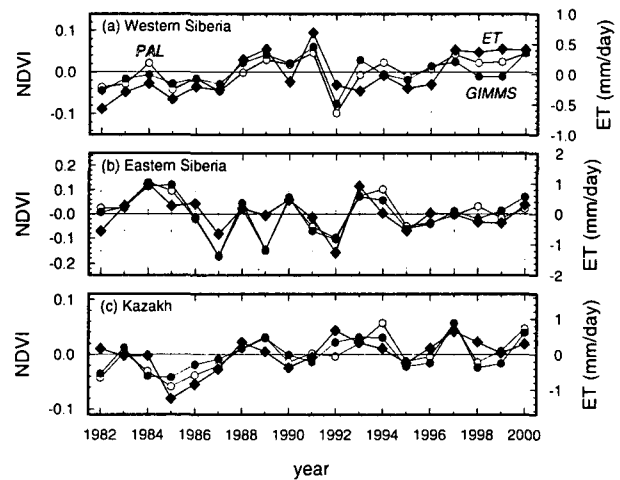 (a) Western Siberia
PAL
ET
GIMMS
NDVI
0.1
0.0
-0.1
1.0
0.5
0.0
-0.5
-1.0
ET (mm/day)
(b) Eastern Siberia
NDVI
0.2
0.1
-0.0
-0.1
-0.2
2
1
0
-1
-2
ET (mm/day)
(c) Kazakh
NDVI
0.1
0.0
-0.1
1
0
-1
ET (mm/day)
1982 1984 1986 1988 1990 1992 1994 1996 1998 2000
year